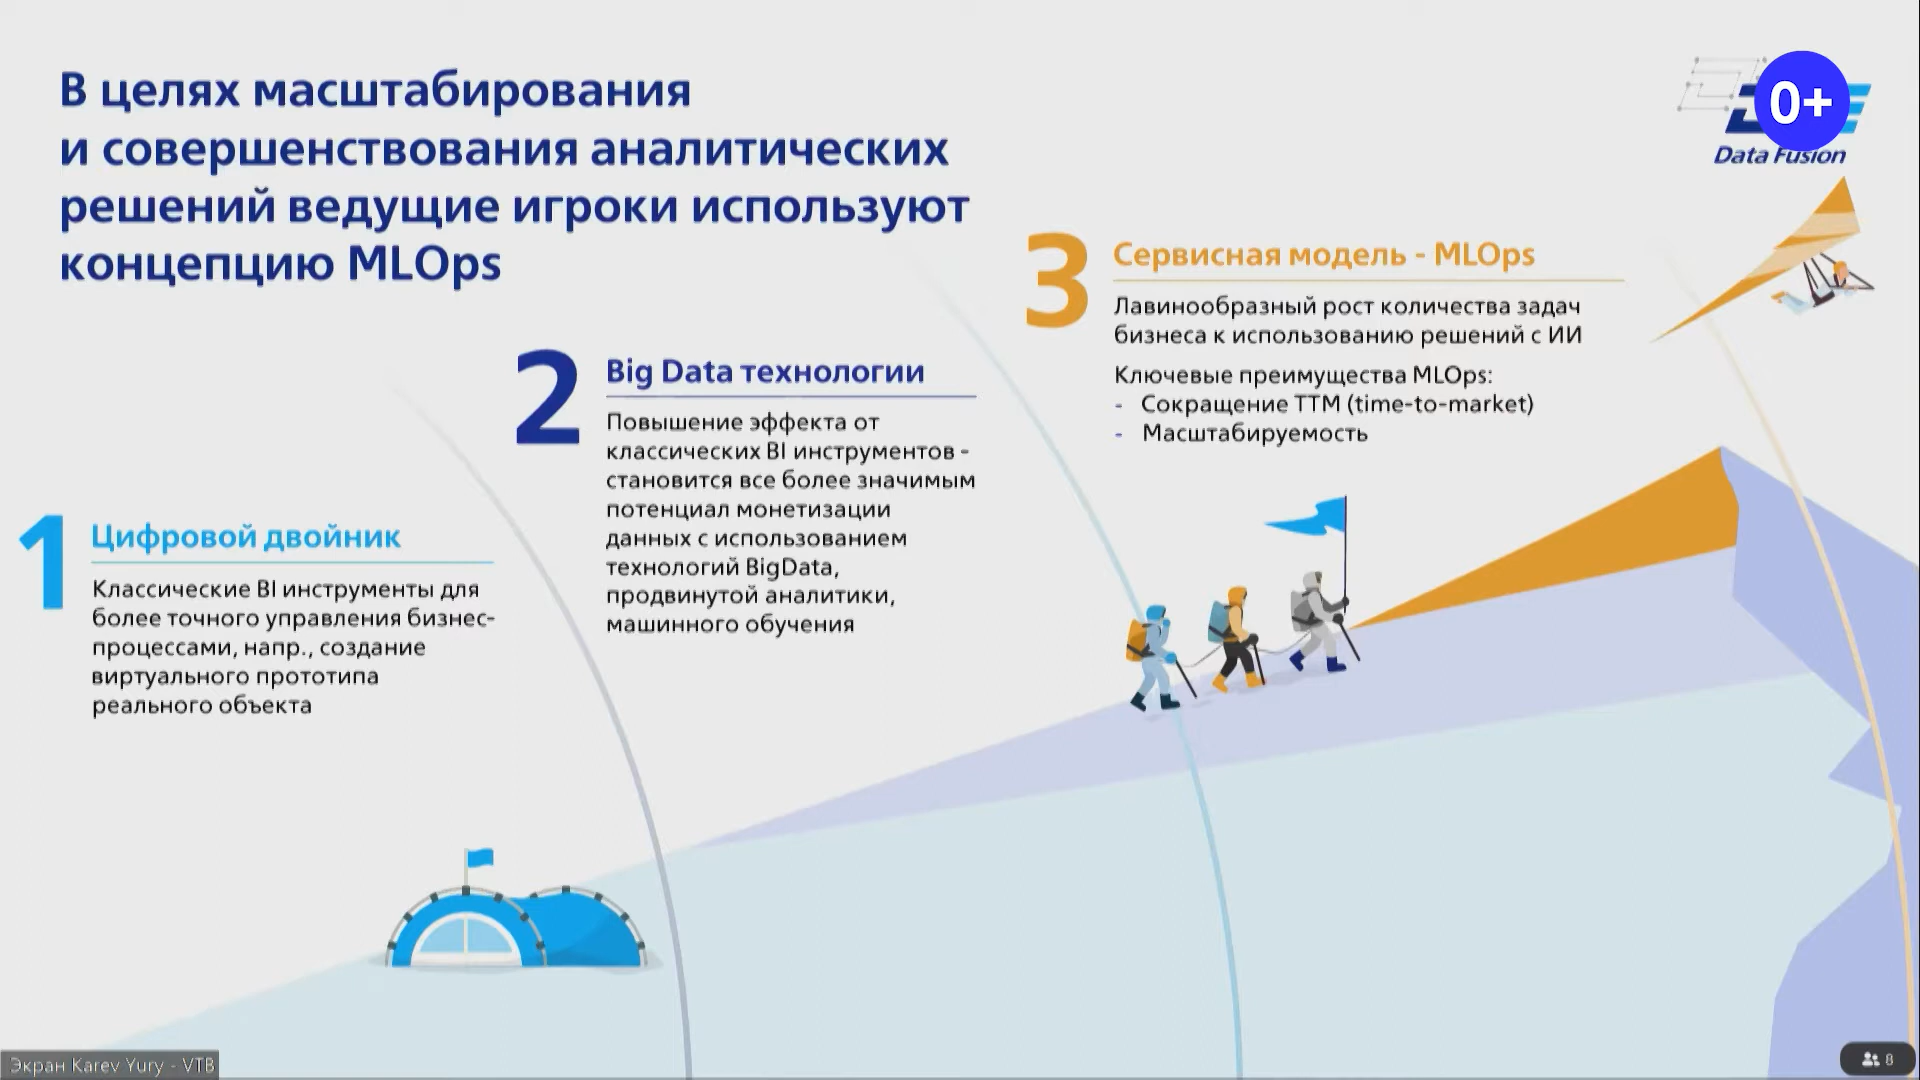 В целях масштабирования
и совершенствования аналитических
решений ведущие игроки используют
концепцию MLOps
0+
Data Fusion
1
Цифровой двойник
Классические BI инструменты для
более точного управления бизнес-
процессами, напр., создание
виртуального прототипа
реального объекта
2
Big Data технологии
Повышение эффекта от
классических BI инструментов -
становится все более значимым
потенциал монетизации
данных с использованием
технологий BigData,
продвинутой аналитики,
машинного обучения
3
Сервисная модель - MLOps
Лавинообразный рост количества задач
бизнеса к использованию решений с ИИ
Ключевые преимущества MLOps:
- Сокращение TTM (time-to-market)
- Масштабируемость
Экран Karev Yury - VTB
8